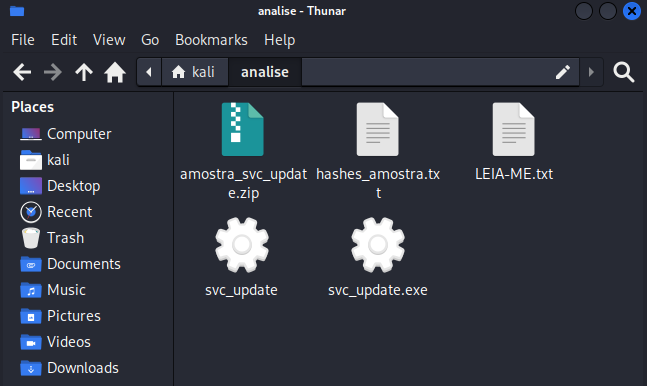 analise - Thunar
File Edit View Go Bookmarks Help
kali analise
Places
Computer
kali
Desktop
Recent
Trash
Documents
Music
Pictures
Videos
Downloads
amostra_svc_updat
e.zip
hashes_amostra.tx
t
LEIA-ME.txt
svc_update
svc_update.exe